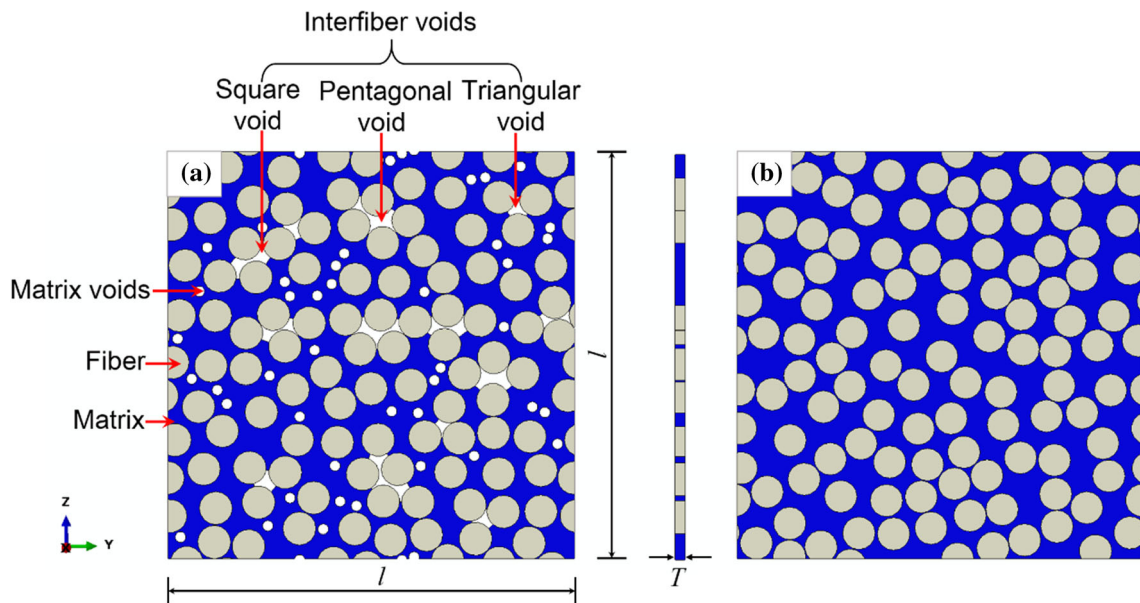 Interfiber voids
Square void
Pentagonal void
Triangular void
(a)
(b)
Matrix voids
Fiber
Matrix
l
Z
Y
X
T
l